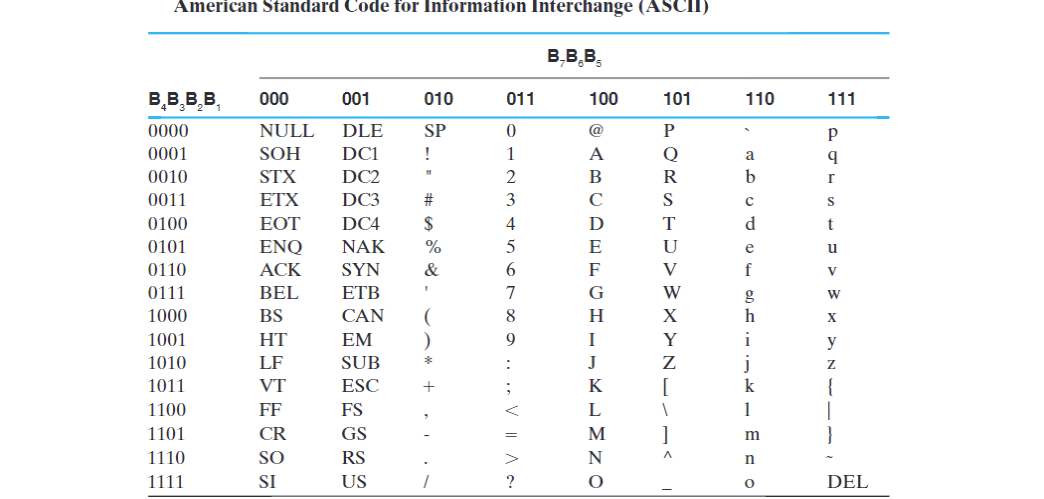 American Standard Code for Information Interchange (ASCII)
B₇B₆B₅
B₄B₃B₂B₁ 000 001 010 011 100 101 110 111
0000 NULL DLE SP 0 @ P ` p
0001 SOH DC1 ! 1 A Q a q
0010 STX DC2 " 2 B R b r
0011 ETX DC3 # 3 C S c s
0100 EOT DC4 $ 4 D T d t
0101 ENQ NAK % 5 E U e u
0110 ACK SYN & 6 F V f v
0111 BEL ETB ' 7 G W g w
1000 BS CAN ( 8 H X h x
1001 HT EM ) 9 I Y i y
1010 LF SUB * : J Z j z
1011 VT ESC + ; K [ k {
1100 FF FS , < L \ l |
1101 CR GS - = M ] m }
1110 SO RS . > N ^ n ~
1111 SI US / ? O _ o DEL